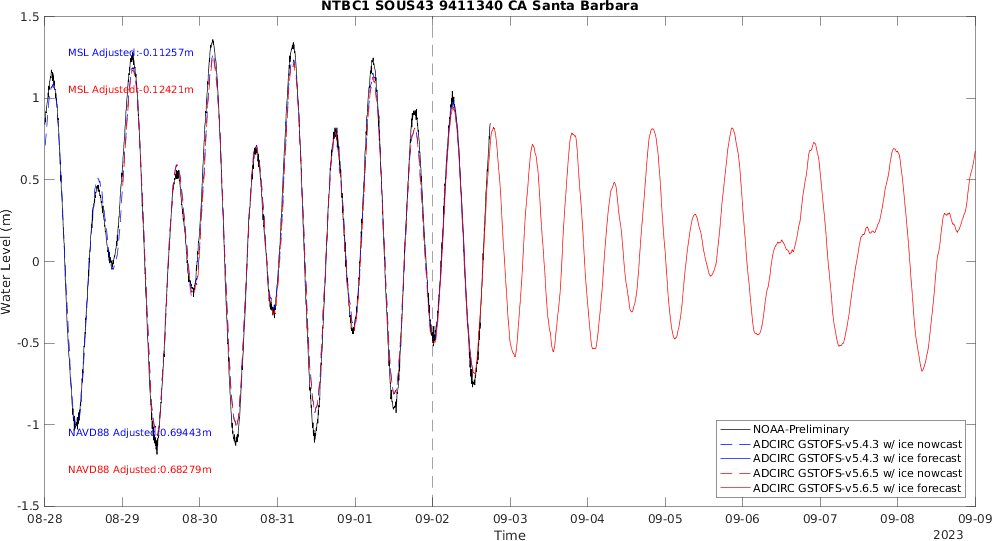 NTBC1 SOUS43 9411340 CA Santa Barbara
1.5
1
0.5
0
-0.5
-1
-1.5
Water Level (m)
MSL Adjusted:-0.11257m
MSL Adjusted:-0.12421m
NAVD88 Adjusted:0.69443m
NAVD88 Adjusted:0.68279m
NOAA-Preliminary
ADCIRC GSTOFS-v5.4.3 w/ ice nowcast
ADCIRC GSTOFS-v5.4.3 w/ ice forecast
ADCIRC GSTOFS-v5.6.5 w/ ice nowcast
ADCIRC GSTOFS-v5.6.5 w/ ice forecast
08-28 08-29 08-30 08-31 09-01 09-02 09-03 09-04 09-05 09-06 09-07 09-08 09-09
Time
2023